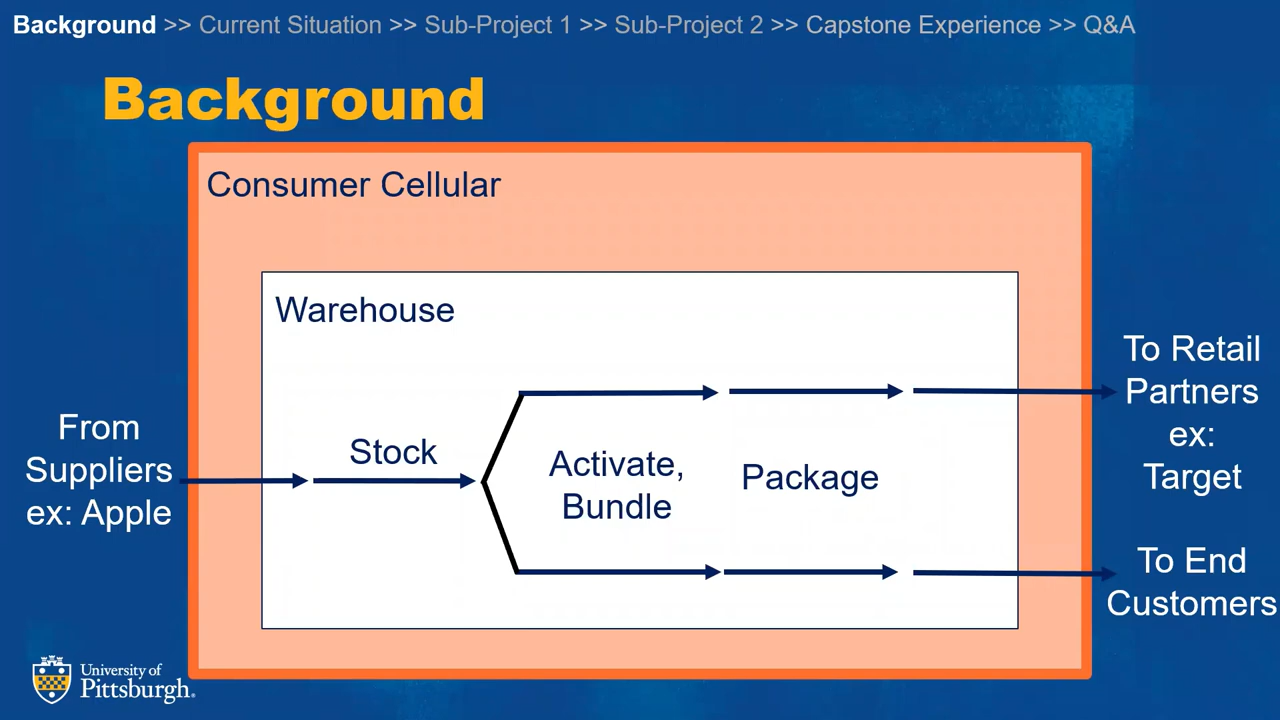 Background >> Current Situation >> Sub-Project 1 >> Sub-Project 2 >> Capstone Experience >> Q&A
Background
Consumer Cellular
Warehouse
From
Suppliers
ex: Apple
Stock
Activate,
Bundle
Package
To Retail
Partners
ex:
Target
To End
Customers
University of
Pittsburgh.